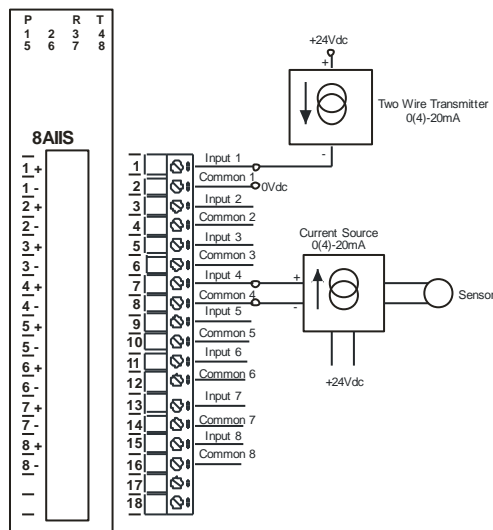 P R T
1 2 3 4
5 6 7 8
8AIIS
1 +
1 -
2 +
2 -
3 +
3 -
4 +
4 -
5 +
5 -
6 +
6 -
7 +
7 -
8 +
8 -
1 Input 1
2 Common 1 0Vdc
3 Input 2
4 Common 2
5 Input 3
6 Common 3
7 Input 4
8 Common 4
9 Input 5
10 Common 5
11 Input 6
12 Common 6
13 Input 7
14 Common 7
15 Input 8
16 Common 8
17
18
+24Vdc
+
-
Two Wire Transmitter
0(4)-20mA
Current Source
0(4)-20mA
+
-
Sensor
+24Vdc